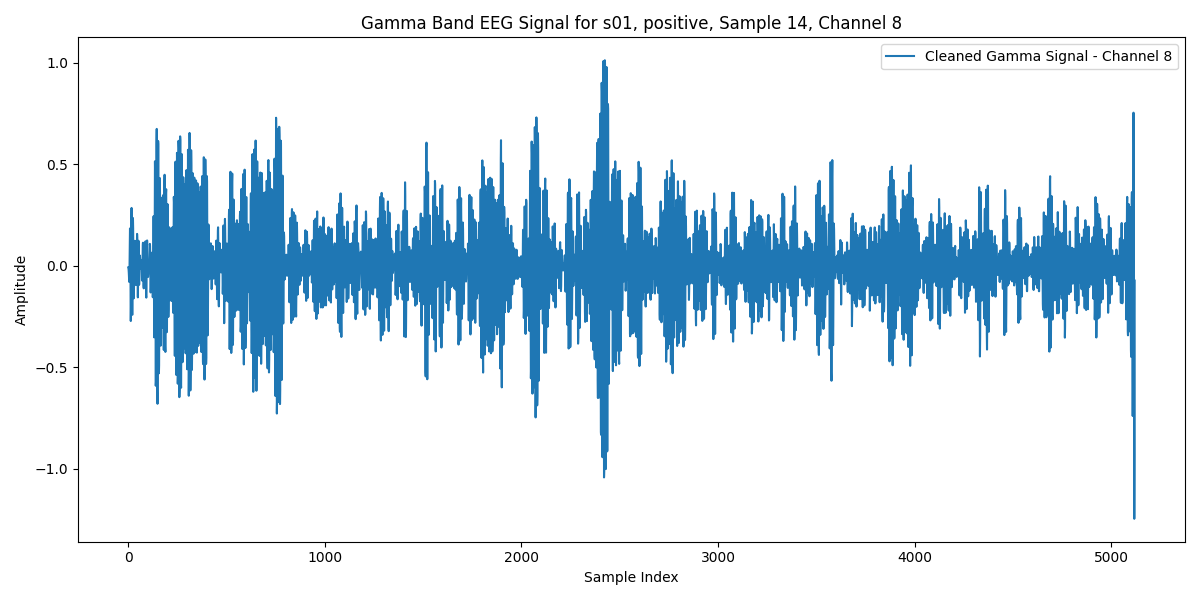 Gamma Band EEG Signal for s01, positive, Sample 14, Channel 8
Cleaned Gamma Signal - Channel 8
1.0
0.5
0.0
−0.5
−1.0
Amplitude
0 1000 2000 3000 4000 5000
Sample Index